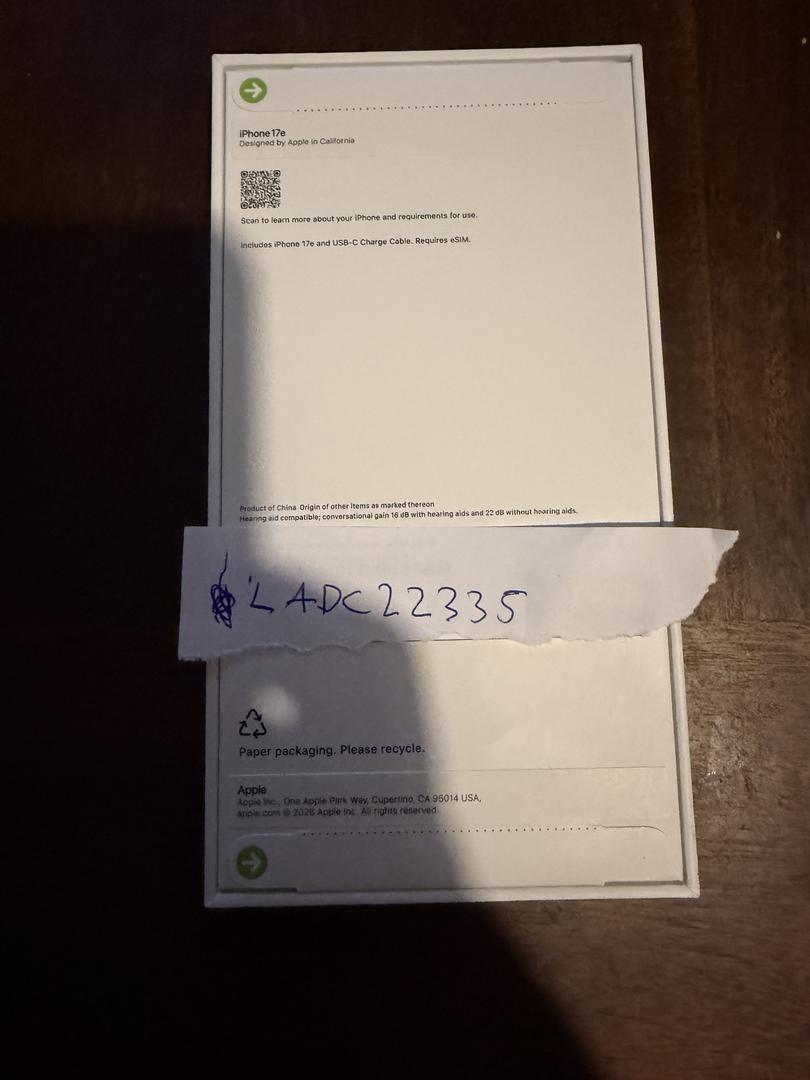 iPhone 17e
Designed by Apple in California
Scan to learn more about your iPhone and requirements for use.
Includes iPhone 17e and USB-C Charge Cable. Requires eSIM.
Product of China Origin of other items as marked thereon
Hearing aid compatible; conversational gain 16 dB with hearing aids and 22 dB without hearing aids.
LADC22335
Paper packaging. Please recycle.
Apple
Apple Inc., One Apple Park Way, Cupertino, CA 95014 USA,
apple.com © 2026 Apple Inc. All rights reserved.